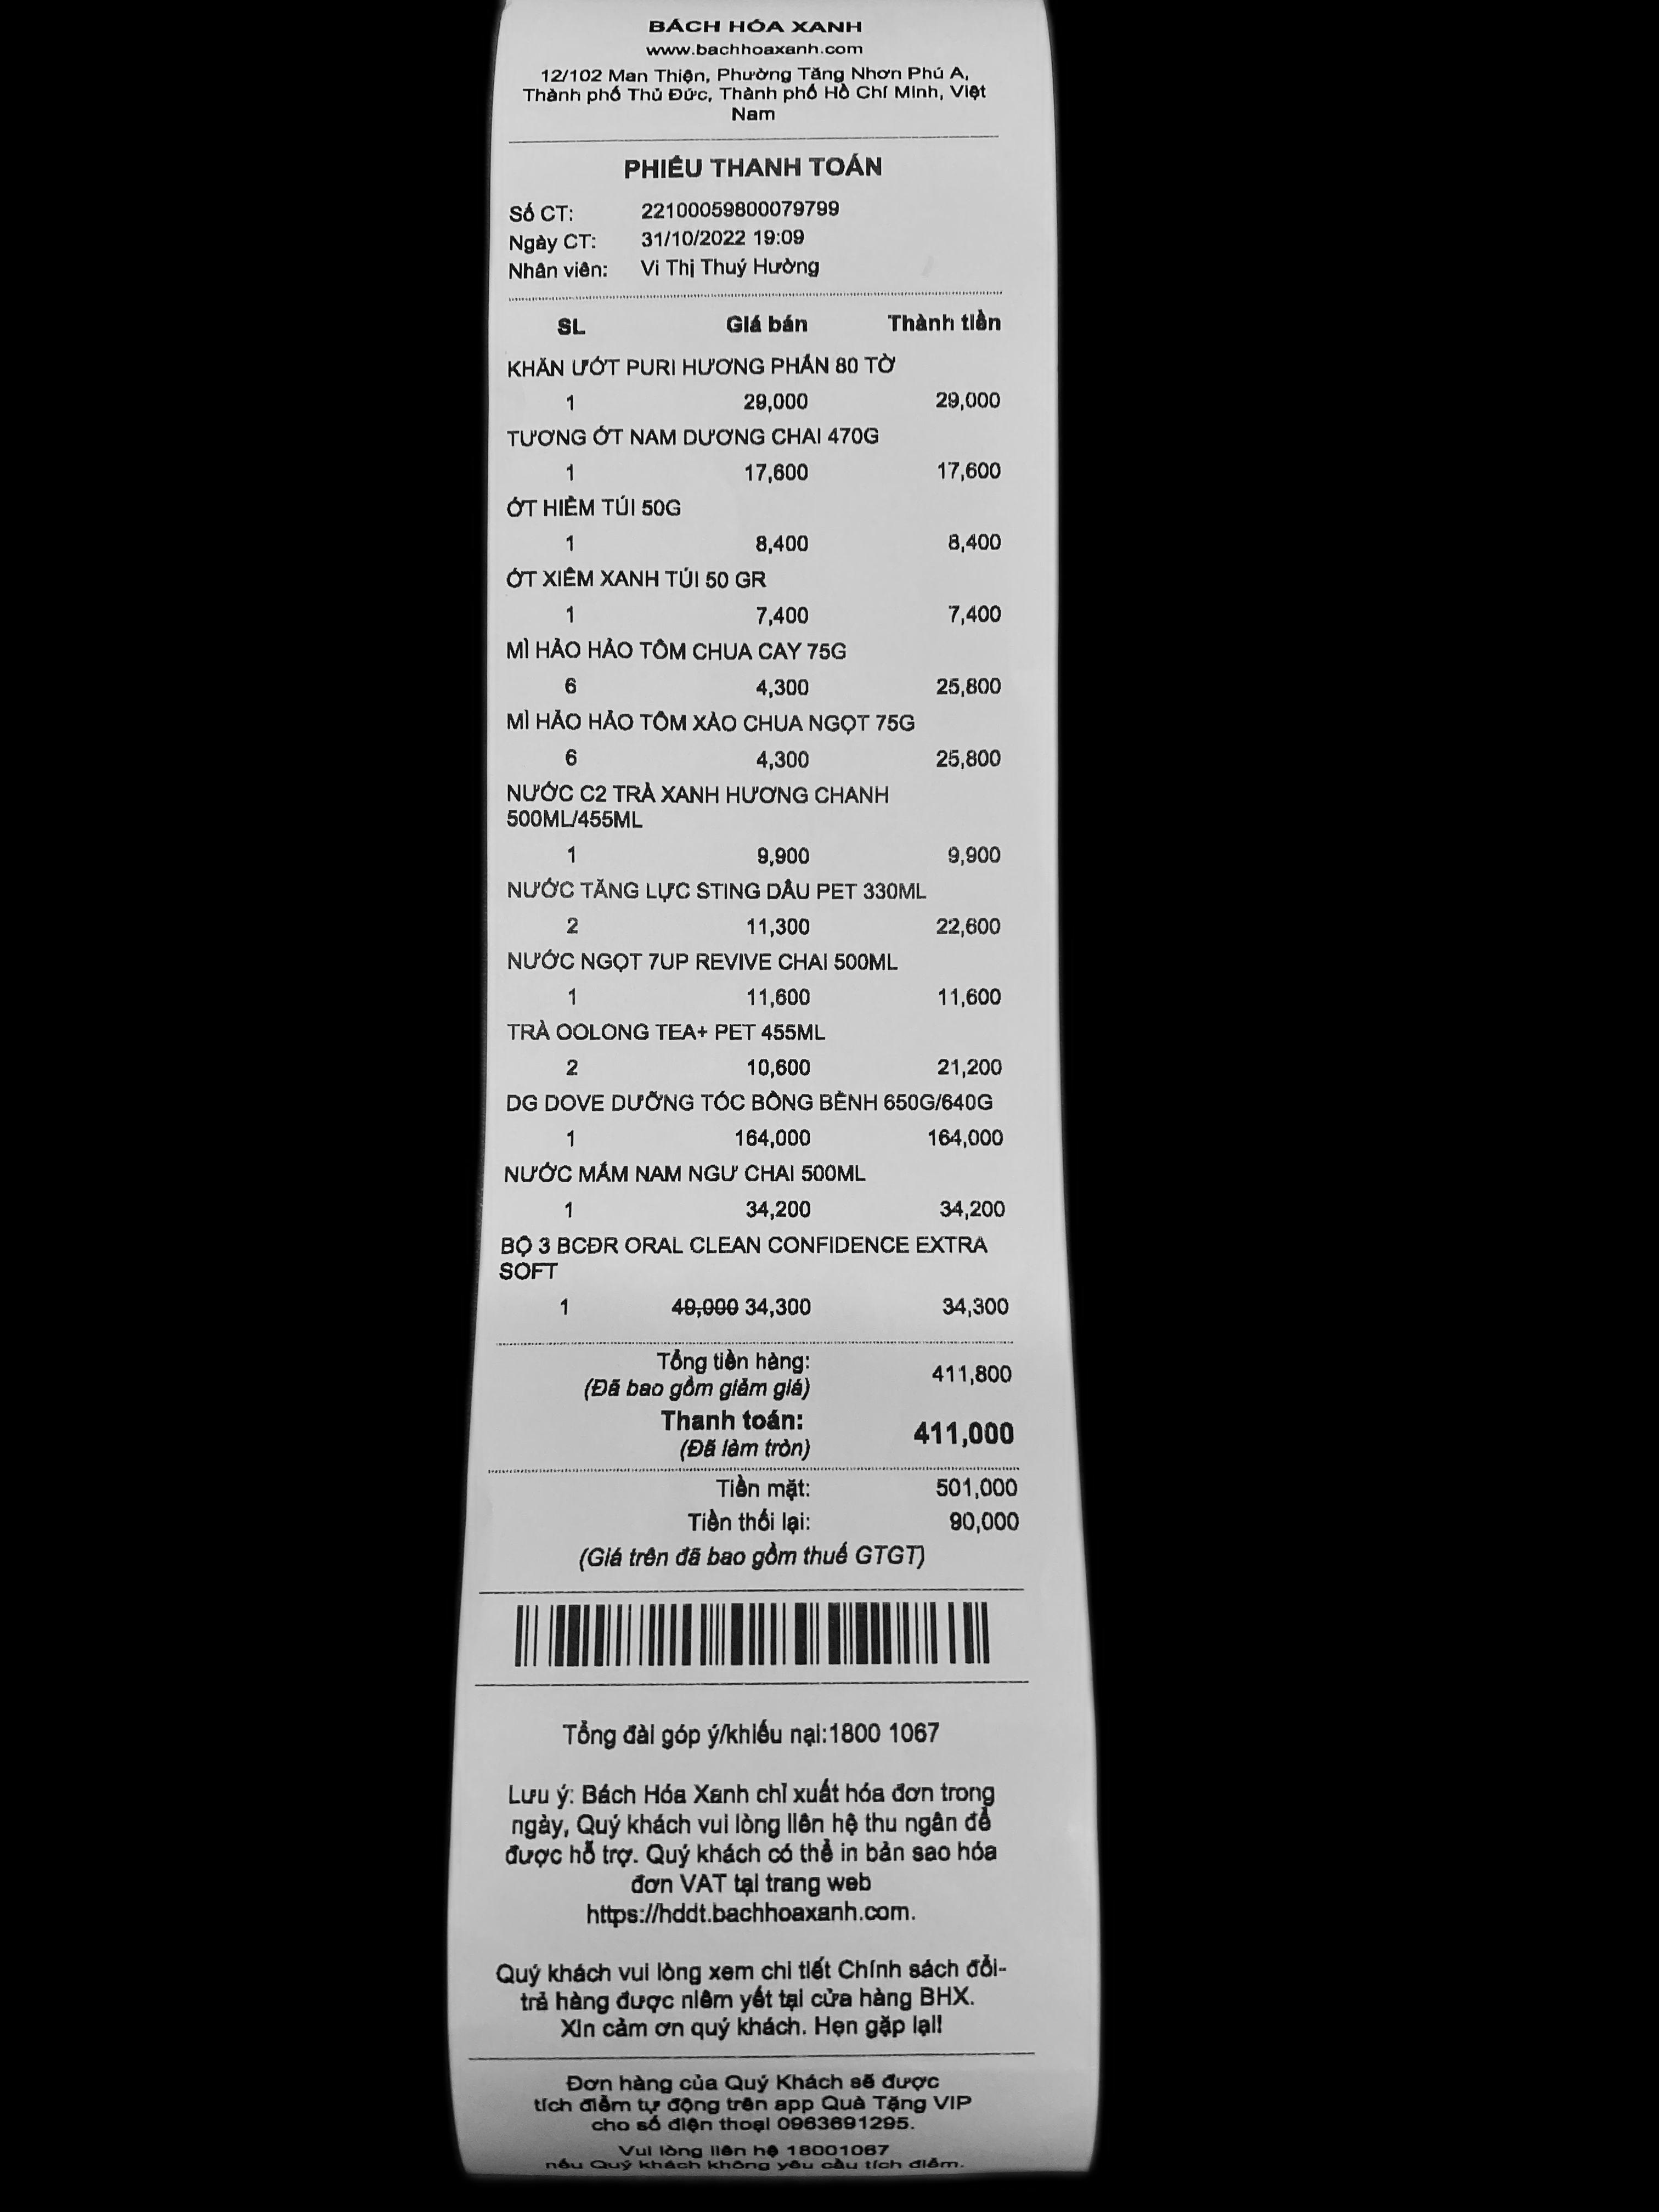 BÁCH HÓA XANH
www.bachhoaxanh.com
12/102 Man Thiện, Phường Tăng Nhơn Phú A,
Thành phố Thủ Đức, Thành phố Hồ Chí Minh, Việt
Nam
PHIẾU THANH TOÁN
Số CT: 22100059800079799
Ngày CT: 31/10/2022 19:09
Nhân viên: Vi Thị Thuý Hường
SL Giá bán Thành tiền
KHĂN ƯỚT PURI HƯƠNG PHẤN 80 TỜ
1 29,000 29,000
TƯƠNG ỚT NAM DƯƠNG CHAI 470G
1 17,600 17,600
ỚT HIỂM TÚI 50G
1 8,400 8,400
ỚT XIÊM XANH TÚI 50 GR
1 7,400 7,400
MÌ HẢO HẢO TÔM CHUA CAY 75G
6 4,300 25,800
MÌ HẢO HẢO TÔM XÀO CHUA NGỌT 75G
6 4,300 25,800
NƯỚC C2 TRÀ XANH HƯƠNG CHANH
500ML/455ML
1 9,900 9,900
NƯỚC TĂNG LỰC STING DÂU PET 330ML
2 11,300 22,600
NƯỚC NGỌT 7UP REVIVE CHAI 500ML
1 11,600 11,600
TRÀ OOLONG TEA+ PET 455ML
2 10,600 21,200
DG DOVE DƯỠNG TÓC BỒNG BỀNH 650G/640G
1 164,000 164,000
NƯỚC MẮM NAM NGƯ CHAI 500ML
1 34,200 34,200
BỘ 3 BCĐR ORAL CLEAN CONFIDENCE EXTRA
SOFT
1 49,000 34,300 34,300
Tổng tiền hàng: 411,800
(Đã bao gồm giảm giá)
Thanh toán: 411,000
(Đã làm tròn)
Tiền mặt: 501,000
Tiền thối lại: 90,000
(Giá trên đã bao gồm thuế GTGT)
Tổng đài góp ý/khiếu nại:1800 1067
Lưu ý: Bách Hóa Xanh chỉ xuất hóa đơn trong
ngày, Quý khách vui lòng liên hệ thu ngân để
được hỗ trợ. Quý khách có thể in bản sao hóa
đơn VAT tại trang web
https://hddt.bachhoaxanh.com.
Quý khách vui lòng xem chi tiết Chính sách đổi-
trả hàng được niêm yết tại cửa hàng BHX.
Xin cảm ơn quý khách. Hẹn gặp lại!
Đơn hàng của Quý Khách sẽ được
tích điểm tự động trên app Quà Tặng VIP
cho số điện thoại 0963691295.
Vui lòng liên hệ 18001067
nếu Quý khách không yêu cầu tích điểm.